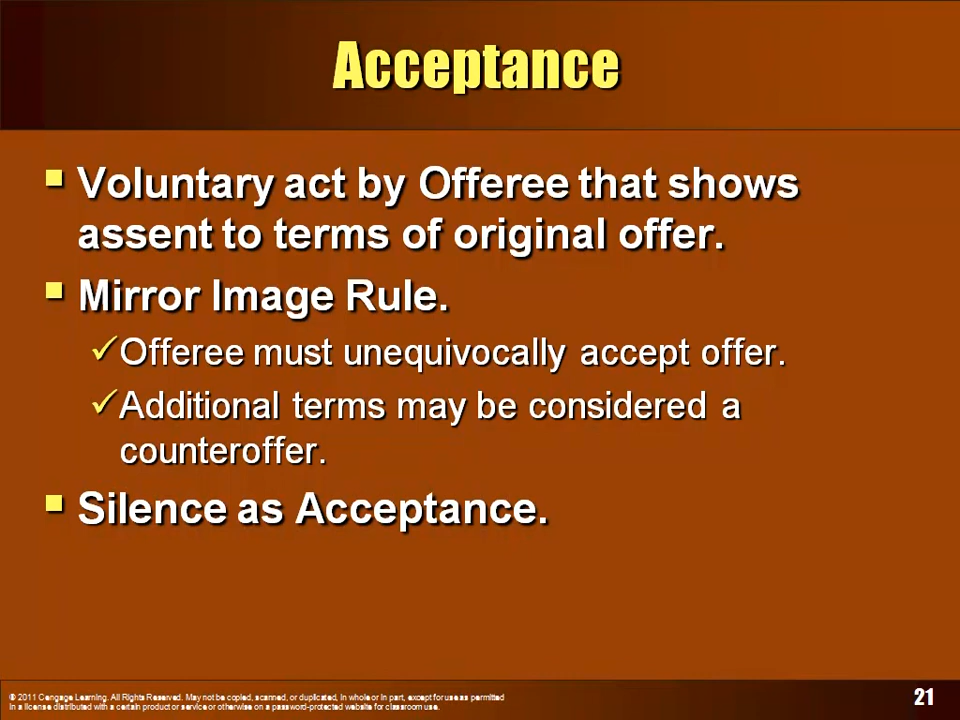 Acceptance
Voluntary act by Offeree that shows
assent to terms of original offer.
Mirror Image Rule.
Offeree must unequivocally accept offer.
Additional terms may be considered a
counteroffer.
Silence as Acceptance.
© 2011 Cengage Learning. All Rights Reserved. May not be copied, scanned, or duplicated, in whole or in part, except for use as permitted
in a license distributed with a certain product or service or otherwise on a password-protected website for classroom use.
21